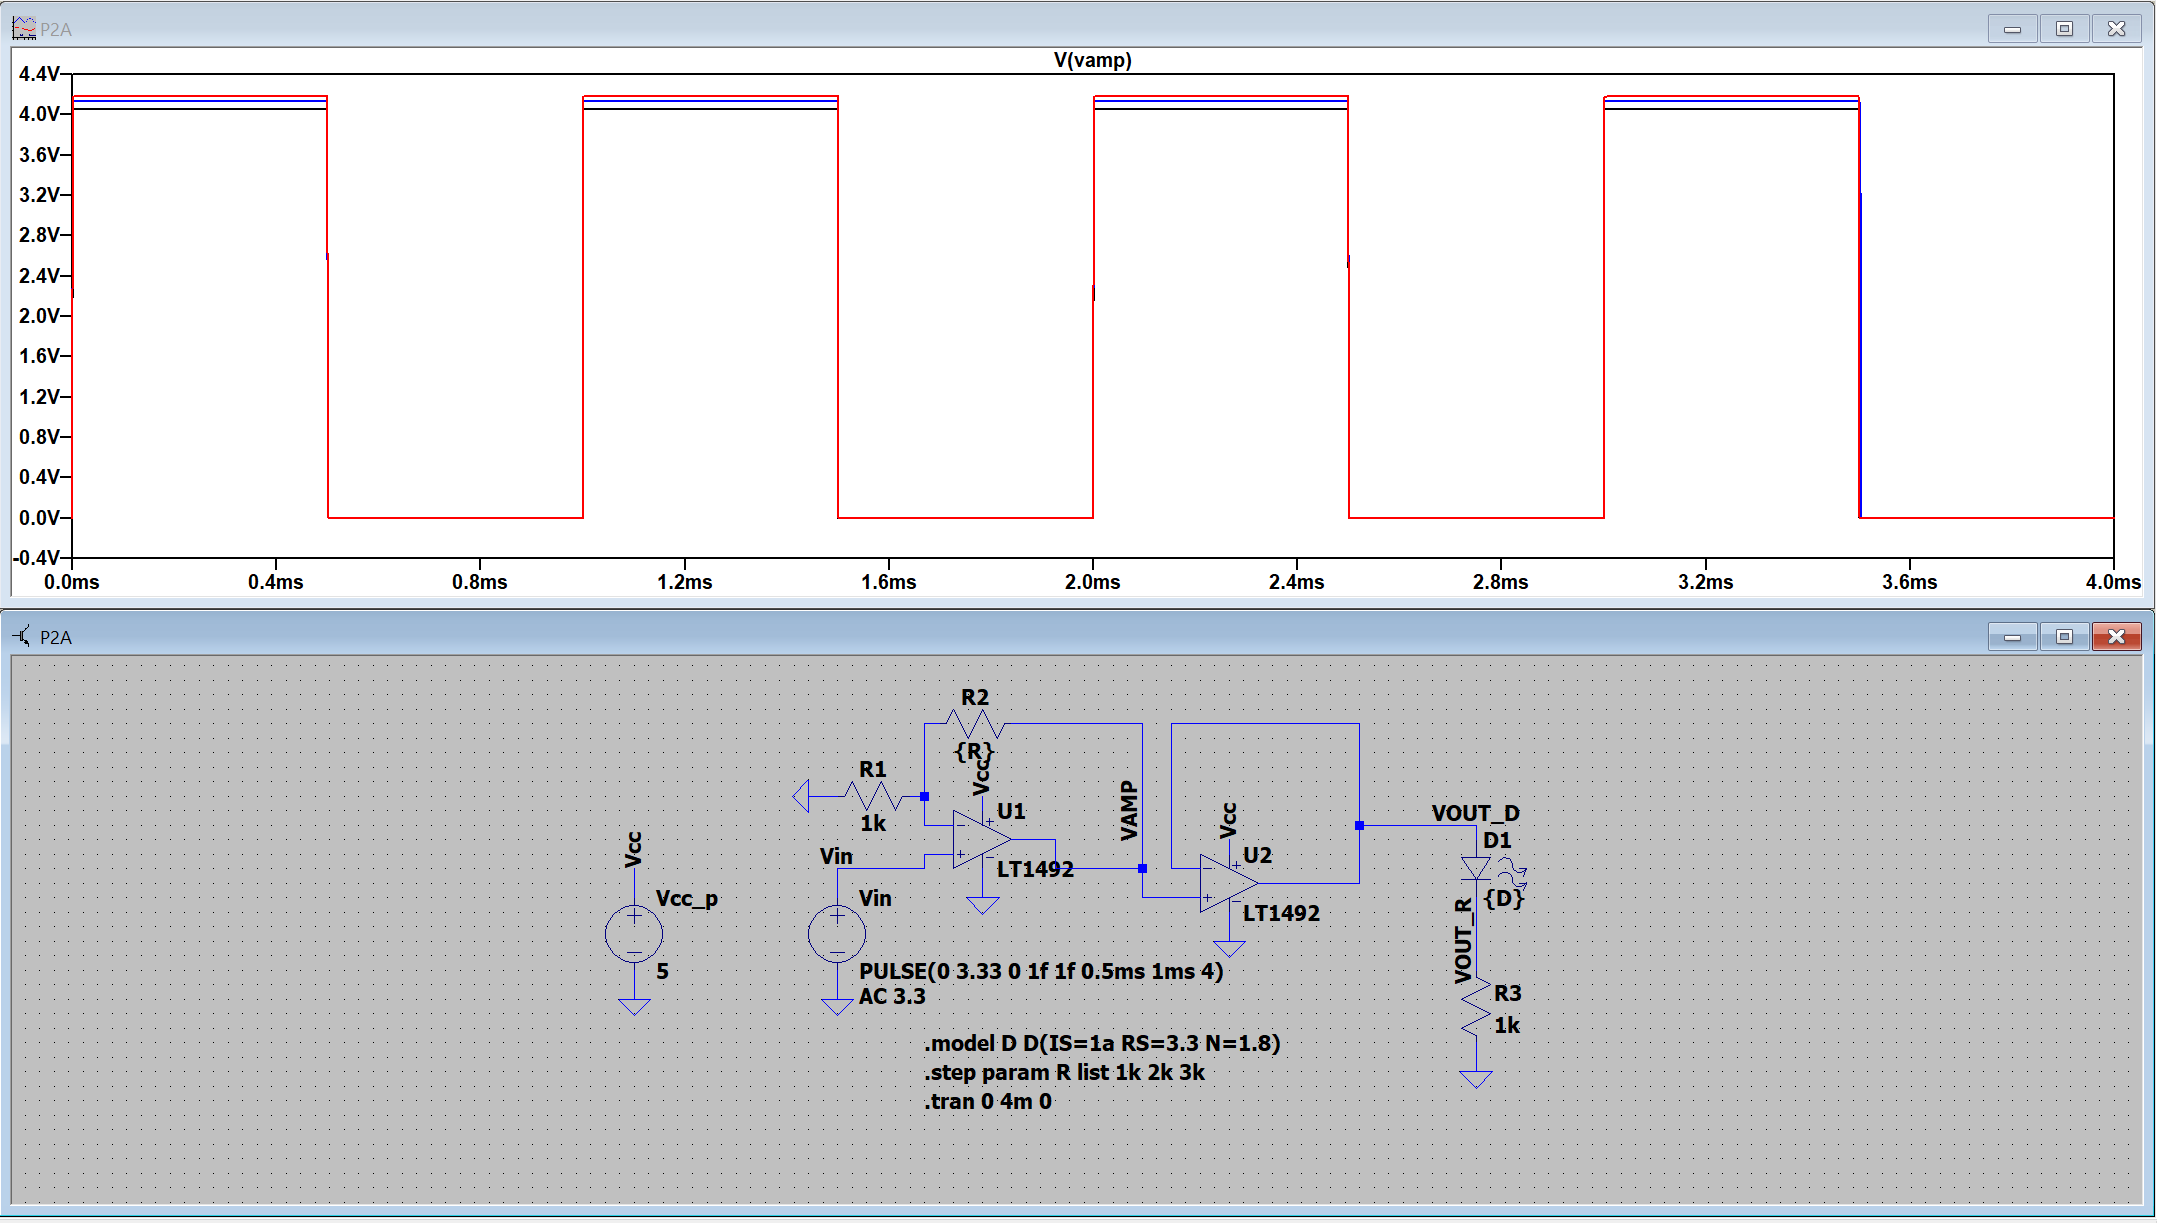 P2A
V(vamp)
4.4V
4.0V
3.6V
3.2V
2.8V
2.4V
2.0V
1.6V
1.2V
0.8V
0.4V
0.0V
-0.4V
0.0ms 0.4ms 0.8ms 1.2ms 1.6ms 2.0ms 2.4ms 2.8ms 3.2ms 3.6ms 4.0ms
P2A
R2
{R}
Vcc
R1
1k
U1
LT1492
VAMP
Vcc
U2
LT1492
VOUT_D
D1
{D}
VOUT_R
R3
1k
Vcc
Vcc_p
5
Vin
Vin
PULSE(0 3.33 0 1f 1f 0.5ms 1ms 4)
AC 3.3
.model D D(IS=1a RS=3.3 N=1.8)
.step param R list 1k 2k 3k
.tran 0 4m 0